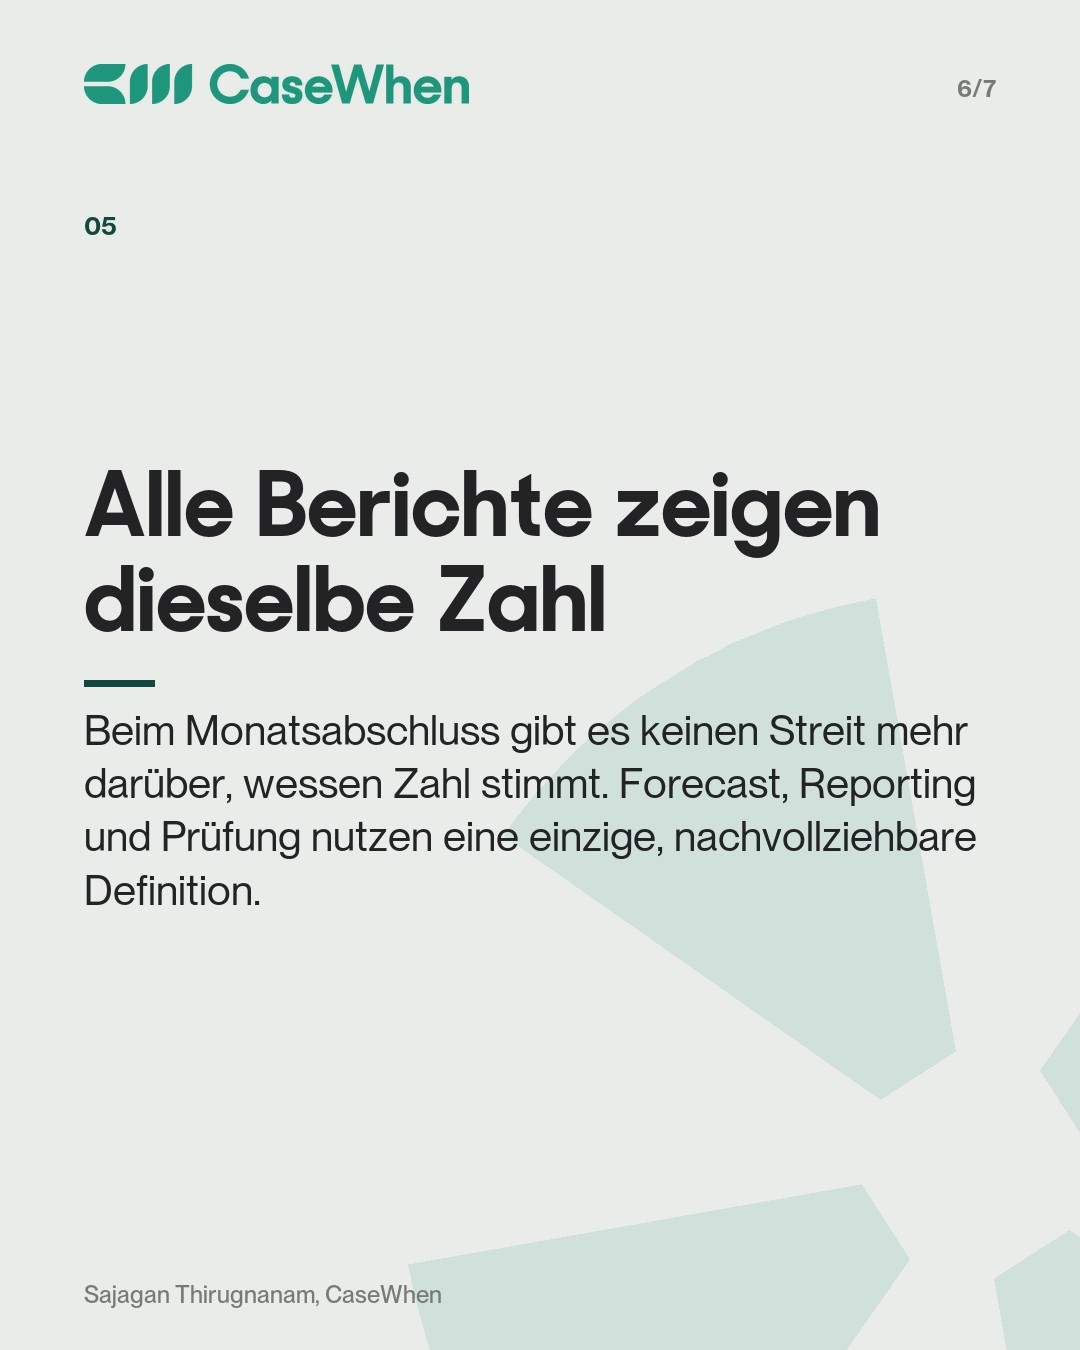 CaseWhen
6/7
05
Alle Berichte zeigen
dieselbe Zahl
Beim Monatsabschluss gibt es keinen Streit mehr
darüber, wessen Zahl stimmt. Forecast, Reporting
und Prüfung nutzen eine einzige, nachvollziehbare
Definition.
Sajagan Thirugnanam, CaseWhen